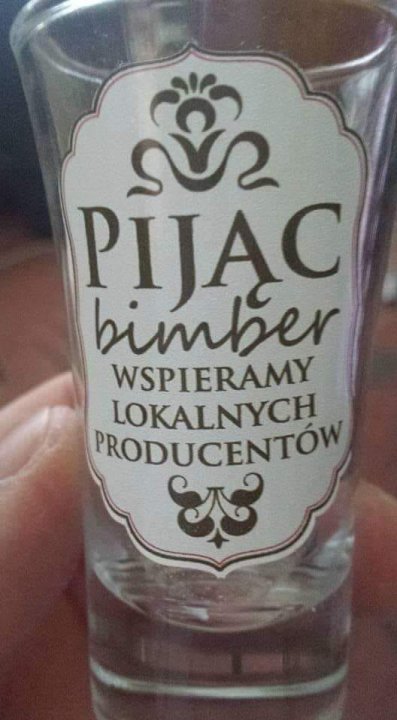 PIJĄC
bimber
WSPIERAMY
LOKALNYCH
PRODUCENTÓW